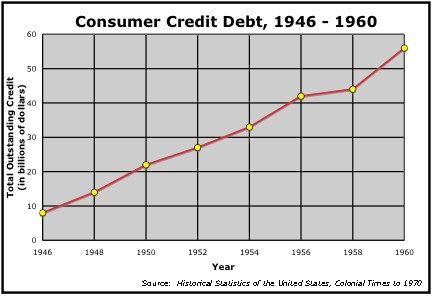 Consumer Credit Debt, 1946 - 1960
Total Outstanding Credit
(in billions of dollars)
60
50
40
30
20
10
0
1946 1948 1950 1952 1954 1956 1958 1960
Year
Source: Historical Statistics of the United States, Colonial Times to 1970